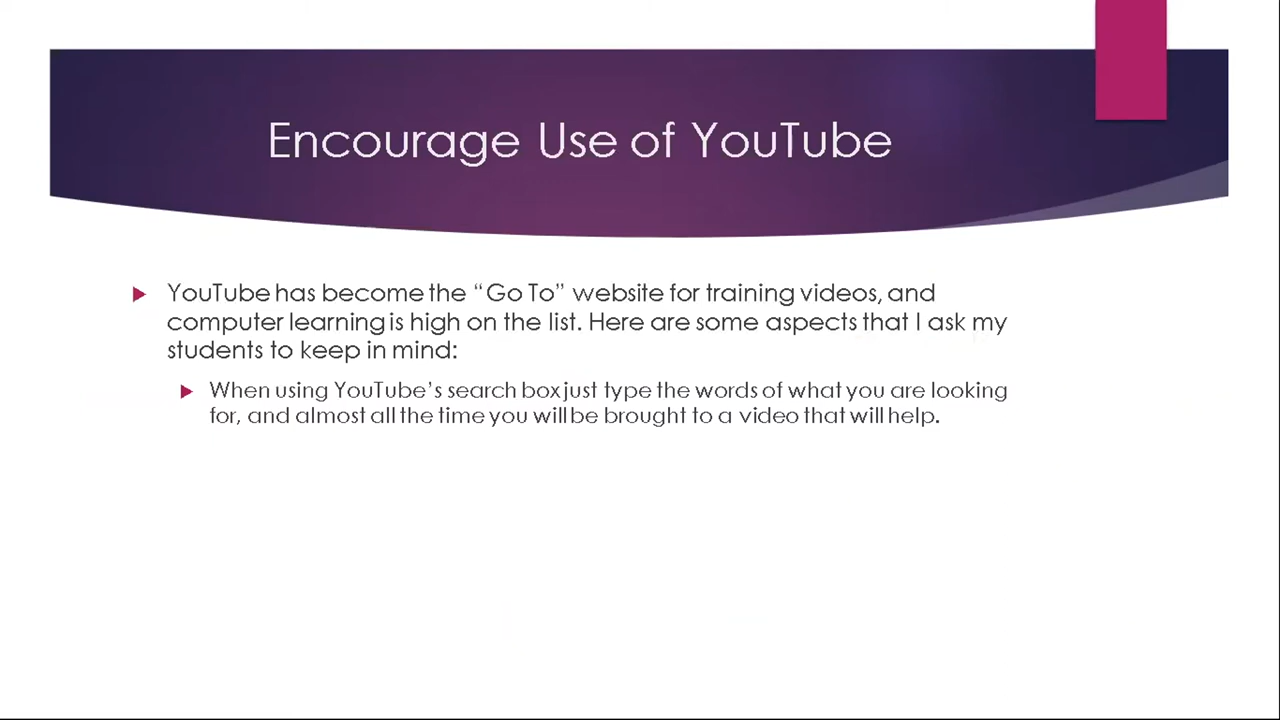 Encourage Use of YouTube
YouTube has become the “Go To” website for training videos, and
computer learning is high on the list. Here are some aspects that I ask my
students to keep in mind:
When using YouTube’s search box just type the words of what you are looking
for, and almost all the time you will be brought to a video that will help.